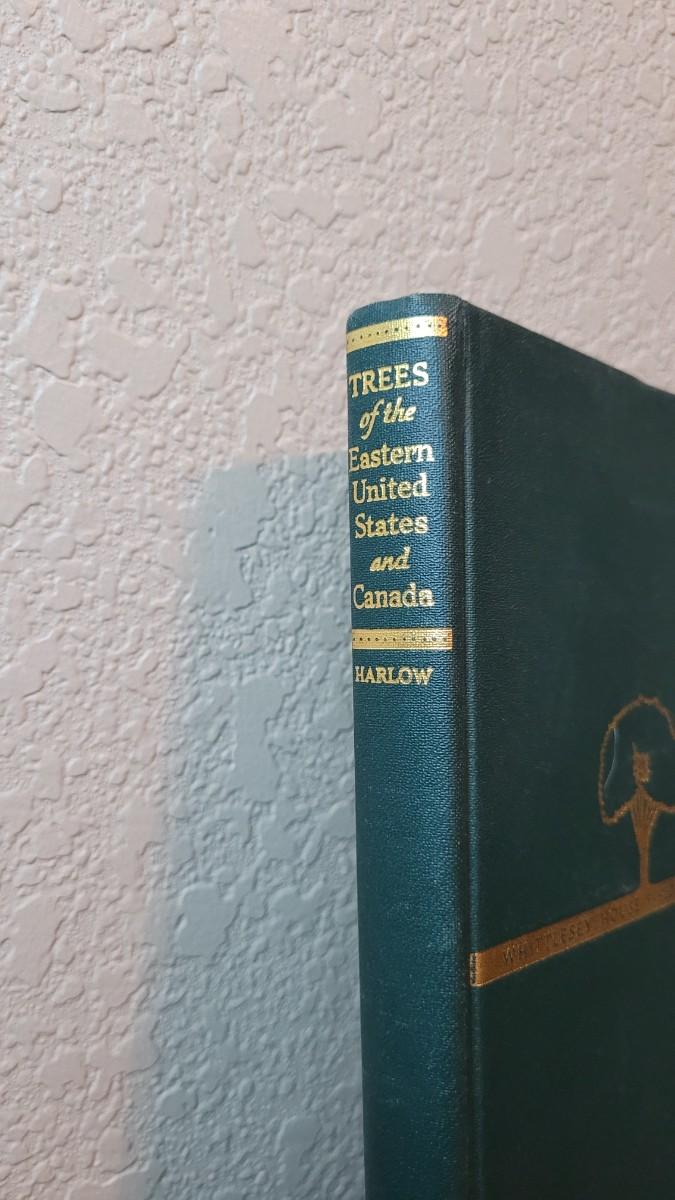 TREES
of the
Eastern
United
States
and
Canada
HARLOW
WHITTLESEY HOUSE